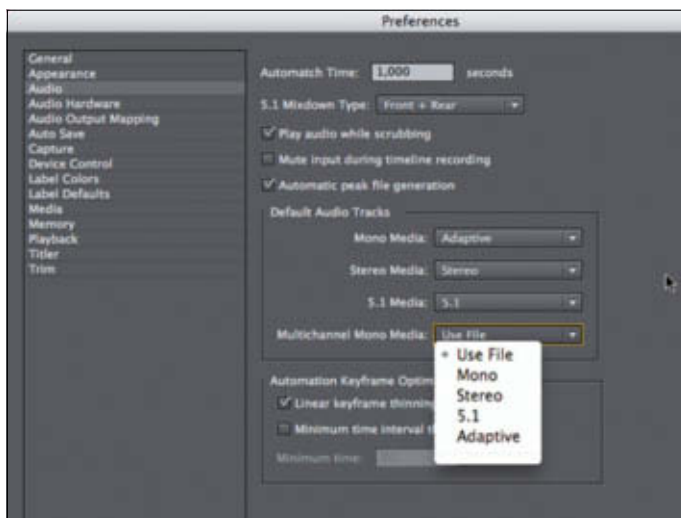 Preferences
General
Appearance
Audio
Audio Hardware
Audio Output Mapping
Auto Save
Capture
Device Control
Label Colors
Label Defaults
Media
Memory
Playback
Titler
Trim
Automatch Time: 1,000 seconds
5.1 Mixdown Type: Front + Rear
Play audio while scrubbing
Mute input during timeline recording
Automatic peak file generation
Default Audio Tracks
Mono Media: Adaptive
Stereo Media: Stereo
5.1 Media: 5.1
Multichannel Mono Media: Use File
Use File
Mono
Stereo
5.1
Adaptive
Automation Keyframe Optim
Linear keyframe thinning
Minimum time interval t
Minimum time: